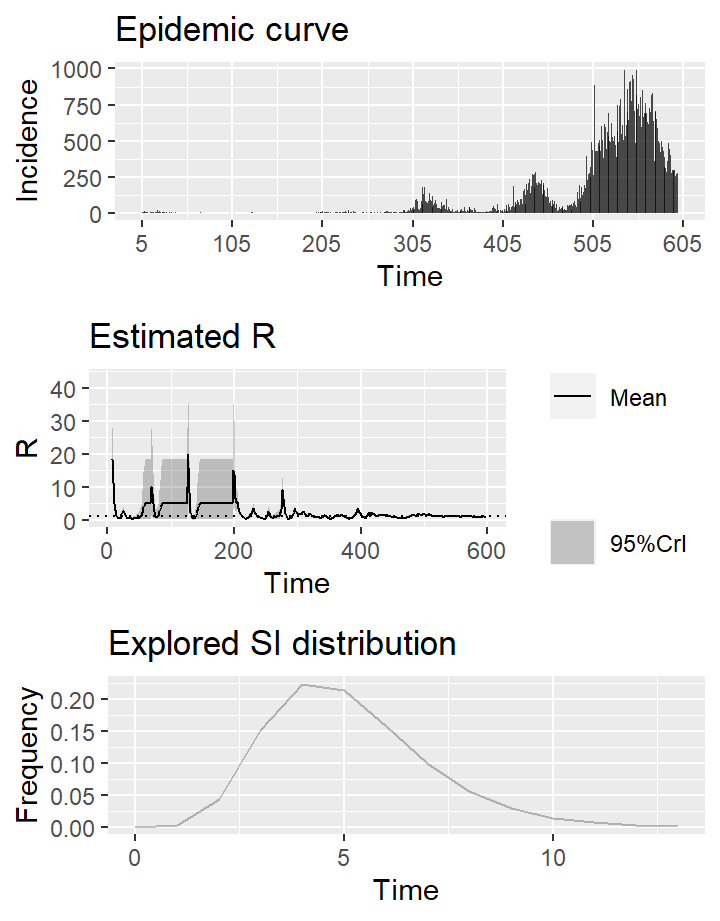 Epidemic curve
1000
750
500
250
0
Incidence
5 105 205 305 405 505 605
Time
Estimated R
40
30
20
10
0
R
0 200 400 600
Time
Mean
95%CrI
Explored SI distribution
0.20
0.15
0.10
0.05
0.00
Frequency
0 5 10
Time